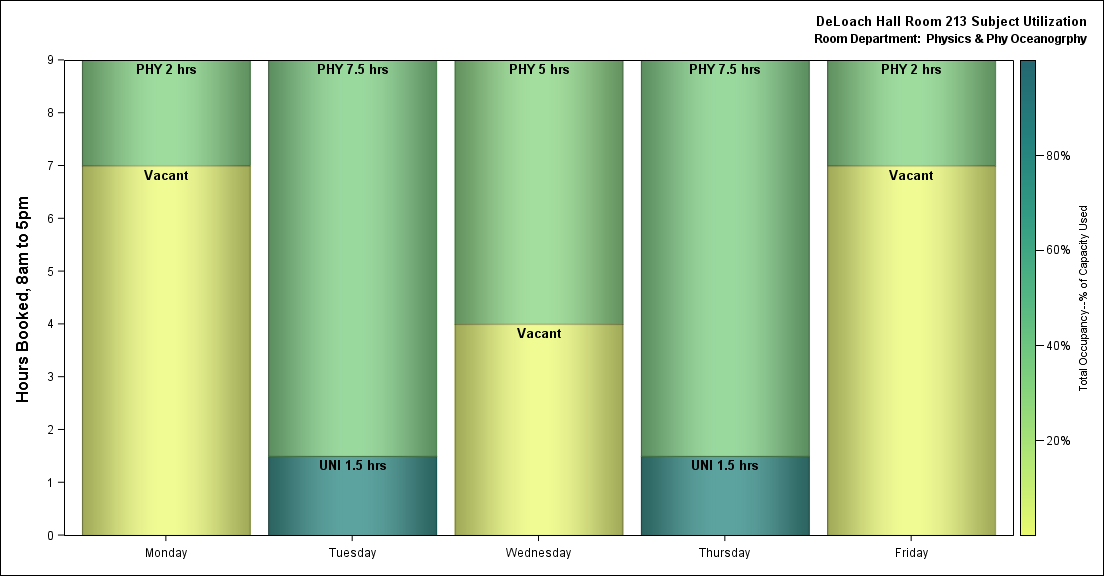 DeLoach Hall Room 213 Subject Utilization
Room Department: Physics & Phy Oceanogrphy
Hours Booked, 8am to 5pm
9
8
7
6
5
4
3
2
1
0
PHY 2 hrs
Vacant
PHY 7.5 hrs
UNI 1.5 hrs
PHY 5 hrs
Vacant
PHY 7.5 hrs
UNI 1.5 hrs
PHY 2 hrs
Vacant
Monday
Tuesday
Wednesday
Thursday
Friday
80%
60%
40%
20%
Total Occupancy--% of Capacity Used